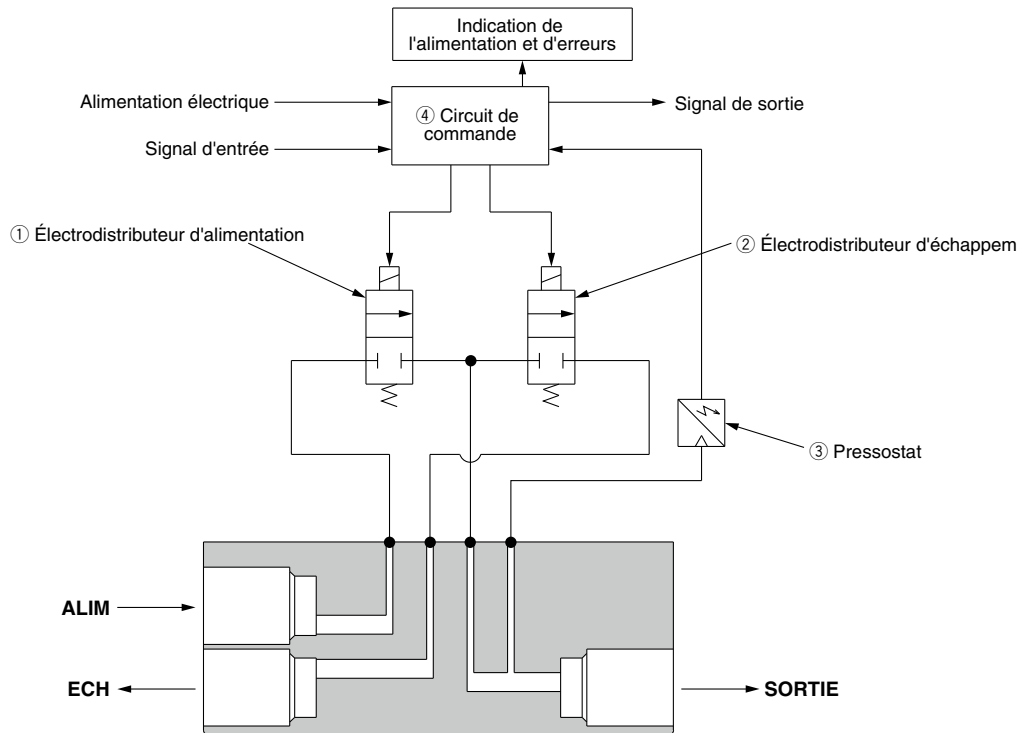 Indication de
l'alimentation et d'erreurs
Alimentation électrique
④ Circuit de
commande
Signal de sortie
Signal d'entrée
① Électrodistributeur d'alimentation
② Électrodistributeur d'échappem
③ Pressostat
ALIM
ECH
SORTIE